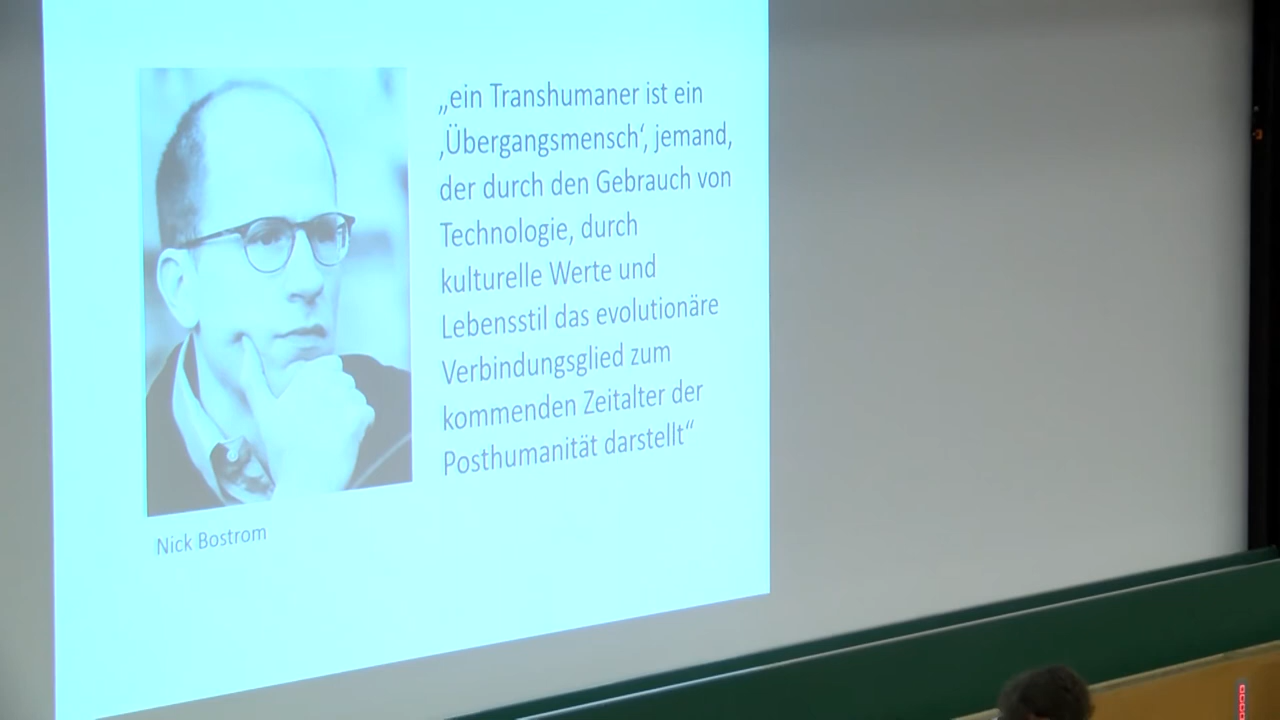 „ein Transhumaner ist ein
‚Übergangsmensch‘, jemand,
der durch den Gebrauch von
Technologie, durch
kulturelle Werte und
Lebensstil das evolutionäre
Verbindungsglied zum
kommenden Zeitalter der
Posthumanität darstellt“
Nick Bostrom